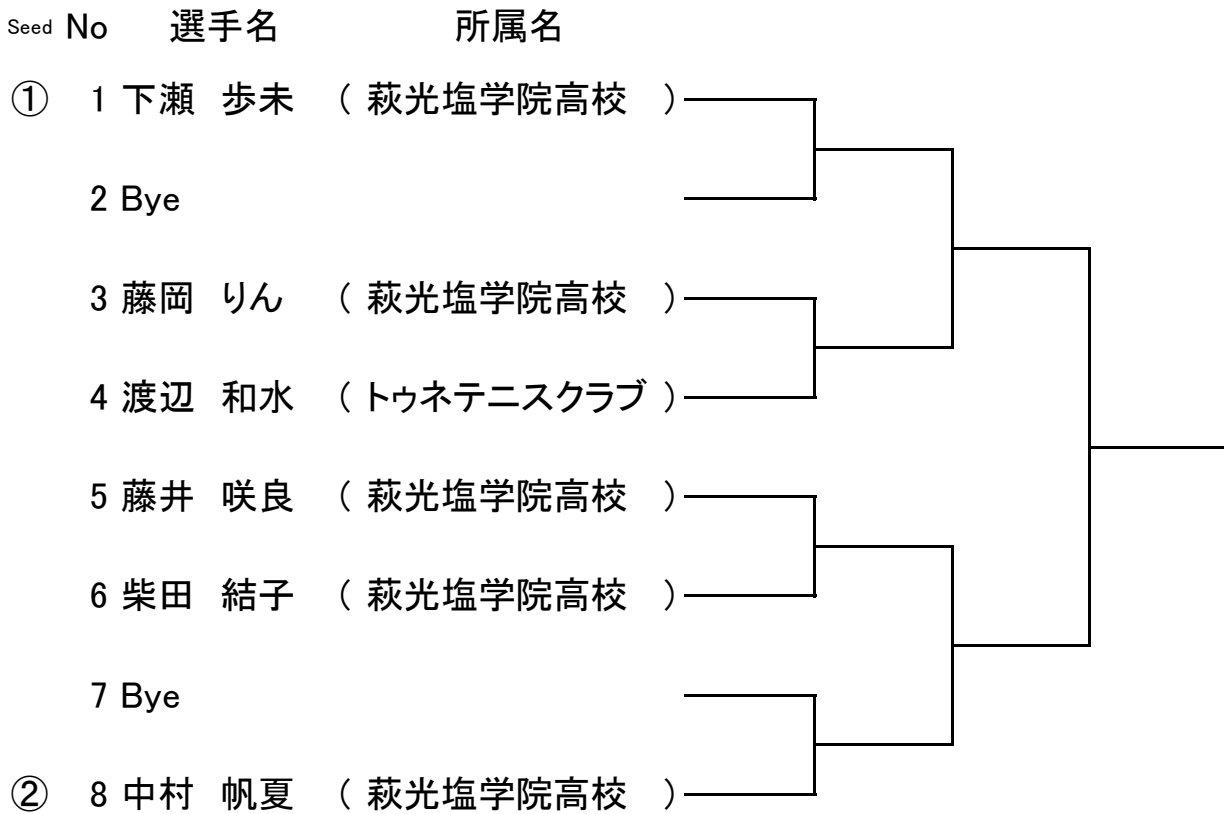 Seed No 選手名 所属名
① 1 下瀬 歩未 ( 萩光塩学院高校 )
2 Bye
3 藤岡 りん ( 萩光塩学院高校 )
4 渡辺 和水 ( トゥネテニスクラブ )
5 藤井 咲良 ( 萩光塩学院高校 )
6 柴田 結子 ( 萩光塩学院高校 )
7 Bye
② 8 中村 帆夏 ( 萩光塩学院高校 )